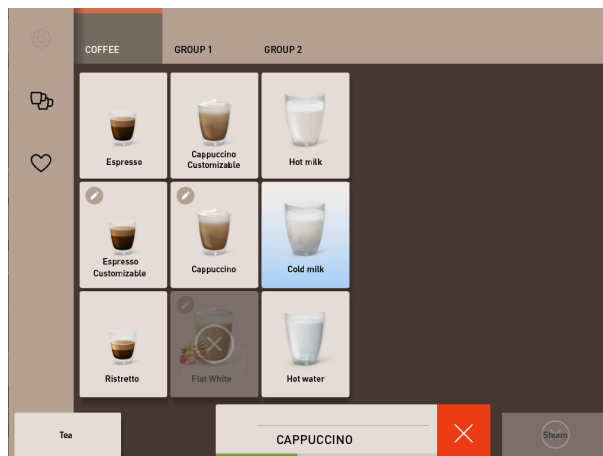 COFFEE GROUP 1 GROUP 2
Espresso
Cappuccino
Customizable
Hot milk
Espresso
Customizable
Cappuccino
Cold milk
Ristretto
Flat White
Hot water
Tea
CAPPUCCINO
Steam